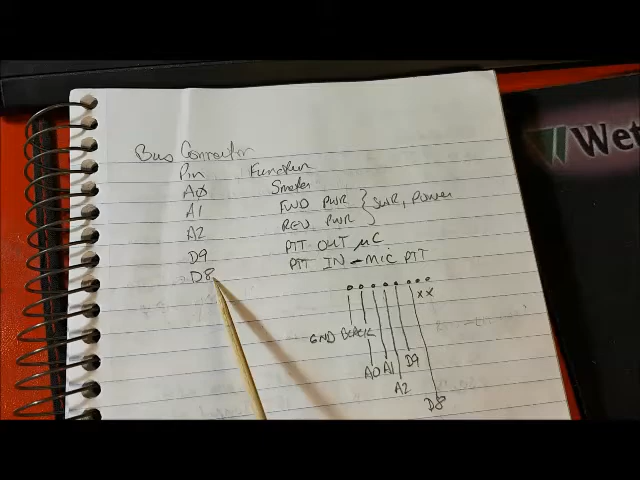 Bus Connector
Pin Function
A0 Smeter
A1 FWD PWR } SWR, Power
A2 REV PWR
D9 PTT OUT µC
D8 PTT IN - MIC PTT
XX
GND BLACK
A0 A1 D9
A2
D8
Wet